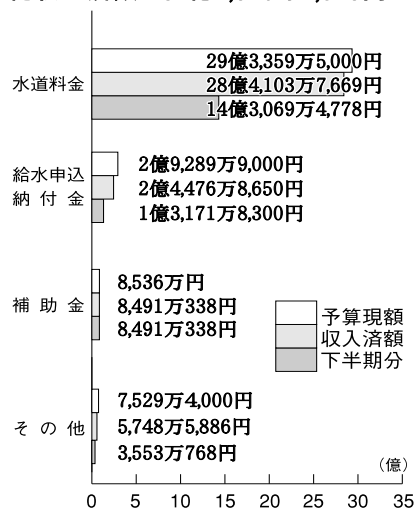 29億3,359万5,000円
水道料金
28億4,103万7,669円
14億3,069万4,778円
2億9,289万9,000円
給水申込
納付金
2億4,476万8,650円
1億3,171万8,300円
8,536万円
補助金
8,491万338円
8,491万338円
予算現額
収入済額
下半期分
7,529万4,000円
その他
5,748万5,886円
3,553万768円
(億)
0 5 10 15 20 25 30 35